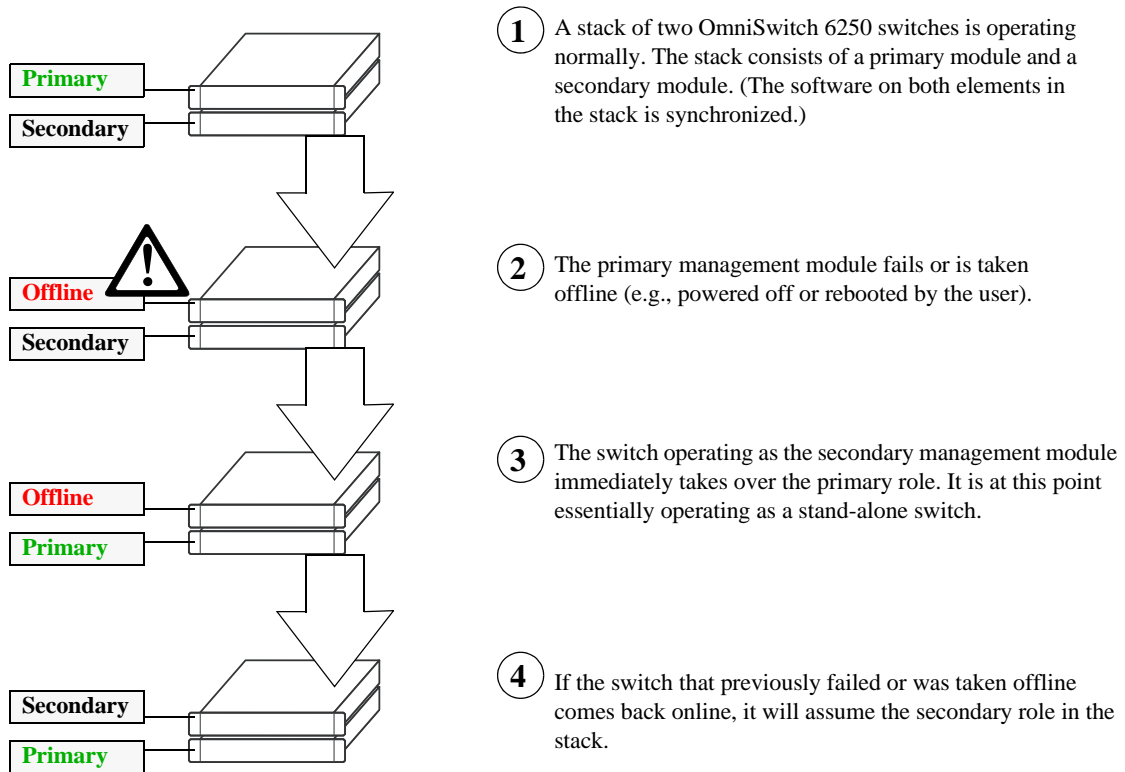 Primary
Secondary
1
A stack of two OmniSwitch 6250 switches is operating
normally. The stack consists of a primary module and a
secondary module. (The software on both elements in
the stack is synchronized.)
!
Offline
Secondary
2
The primary management module fails or is taken
offline (e.g., powered off or rebooted by the user).
Offline
Primary
3
The switch operating as the secondary management module
immediately takes over the primary role. It is at this point
essentially operating as a stand-alone switch.
Secondary
Primary
4
If the switch that previously failed or was taken offline
comes back online, it will assume the secondary role in the
stack.